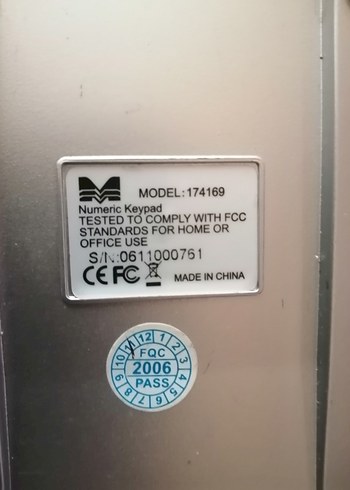 MODEL:174169
Numeric Keypad
TESTED TO COMPLY WITH FCC
STANDARDS FOR HOME OR
OFFICE USE
S/N:0611000761
CE FC MADE IN CHINA
12 1 2 3 4 5 6 7 8 9 10 11
FQC
2006
PASS